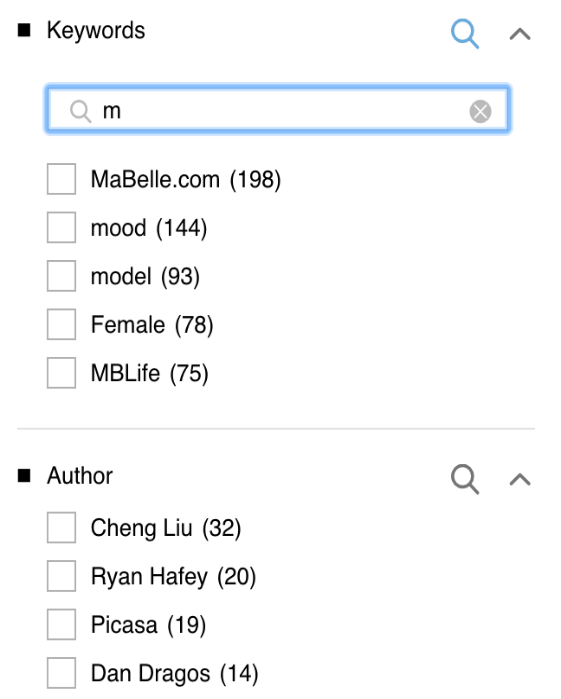 Keywords
m
MaBelle.com (198)
mood (144)
model (93)
Female (78)
MBLife (75)
Author
Cheng Liu (32)
Ryan Hafey (20)
Picasa (19)
Dan Dragos (14)